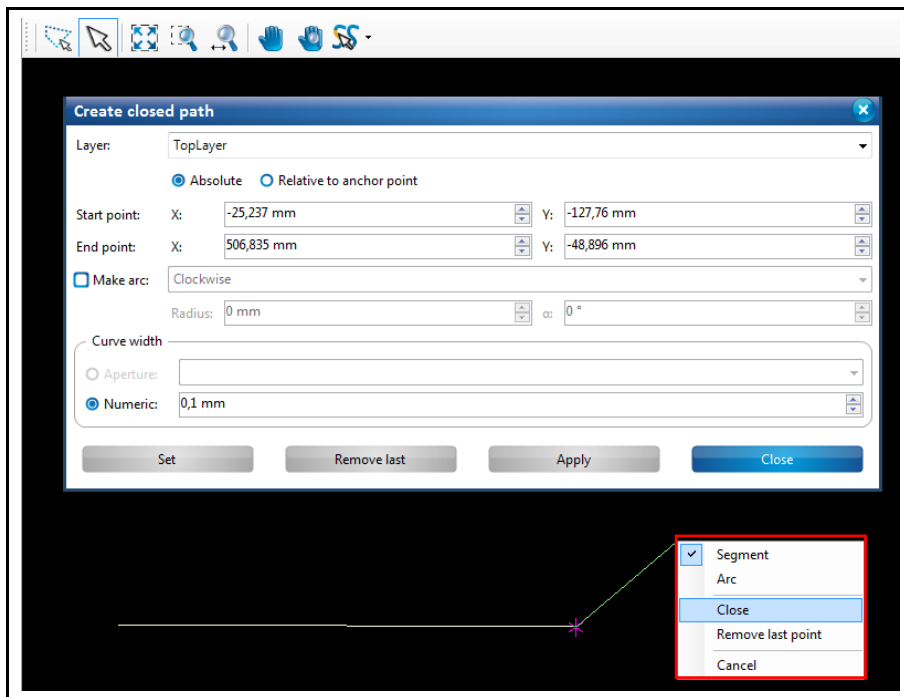 Create closed path
Layer: TopLayer
Absolute Relative to anchor point
Start point: X: -25,237 mm Y: -127,76 mm
End point: X: 506,835 mm Y: -48,896 mm
Make arc: Clockwise
Radius: 0 mm α: 0 °
Curve width
Aperture:
Numeric: 0,1 mm
Set Remove last Apply Close
Segment
Arc
Close
Remove last point
Cancel